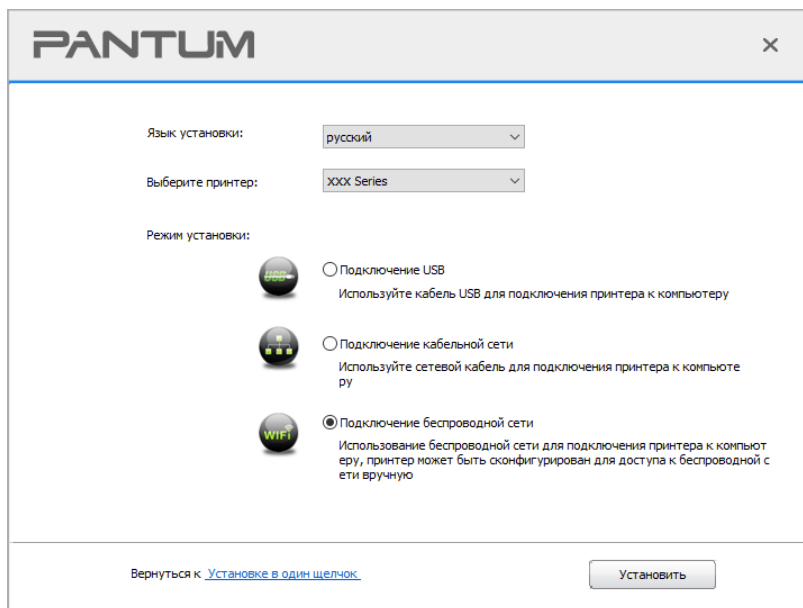 PANTUM
Язык установки:
русский
Выберите принтер:
XXX Series
Режим установки:
USB
Подключение USB
Используйте кабель USB для подключения принтера к компьютеру
Подключение кабельной сети
Используйте сетевой кабель для подключения принтера к компьюте
ру
WiFi
Подключение беспроводной сети
Использование беспроводной сети для подключения принтера к компьют
еру, принтер может быть сконфигурирован для доступа к беспроводной с
ети вручную
Вернуться к Установке в один щелчок
Установить